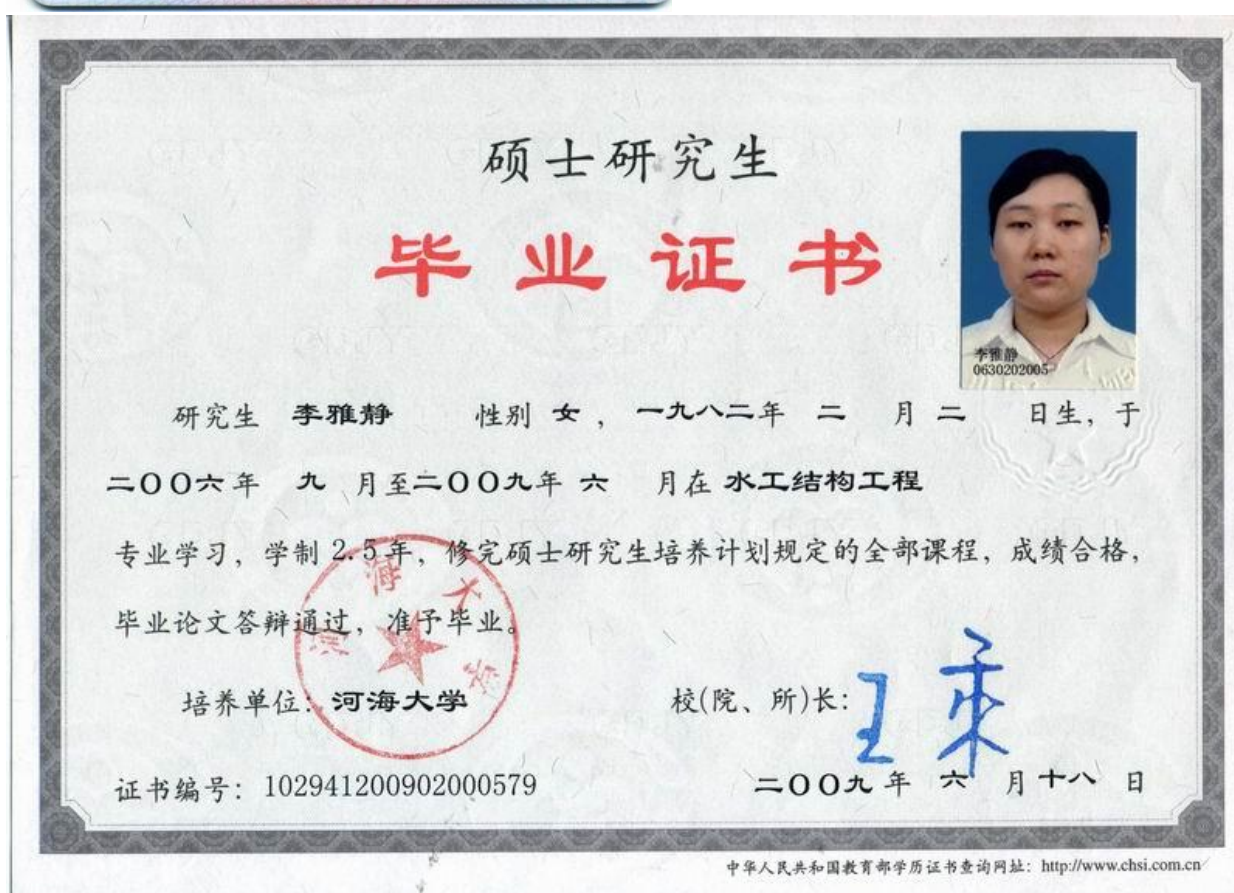 硕士研究生
毕业证书
李雅静
0630202005
研究生 李雅静 性别 女 ， 一九八二年 二 月 二 日生，于
二〇〇六年 九 月至二〇〇九年 六 月在 水工结构工程
专业学习，学制 2.5 年，修完硕士研究生培养计划规定的全部课程，成绩合格，
毕业论文答辩通过，准予毕业。
河海大学
培养单位：河海大学 校(院、所)长：王乘
证书编号：102941200902000579 二〇〇九 年 六 月十八 日
中华人民共和国教育部学历证书查询网址：http://www.chsi.com.cn